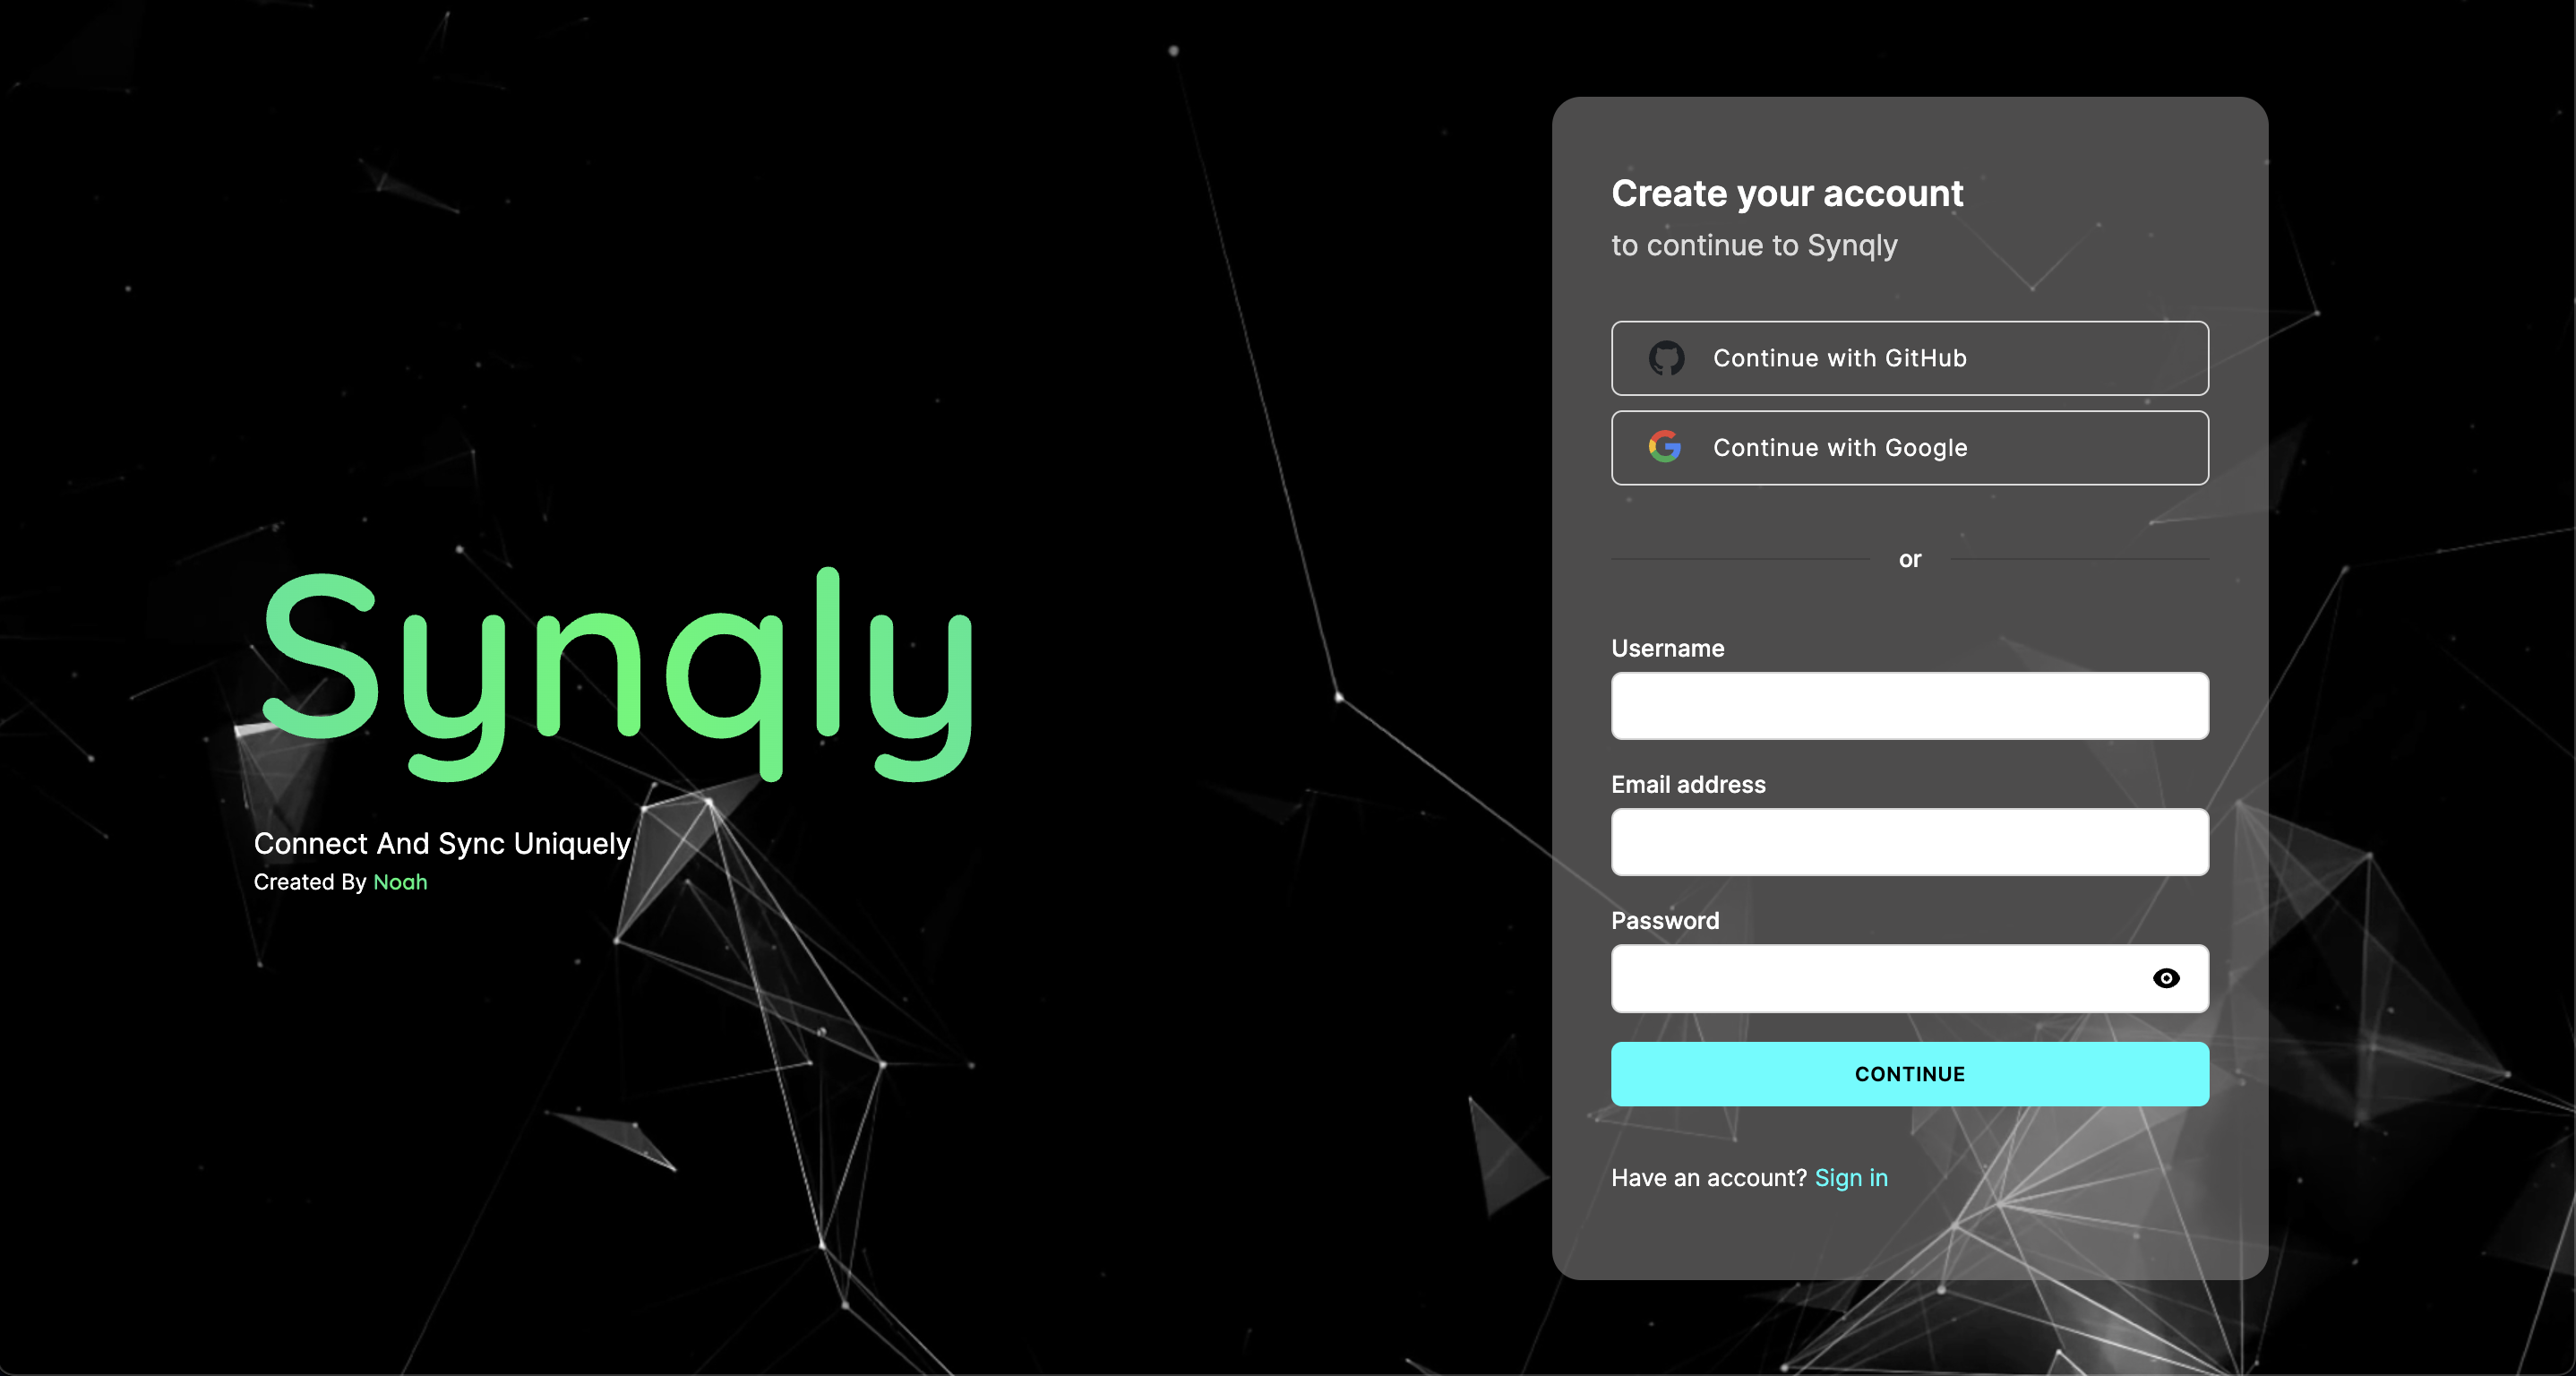 Synqly
Connect And Sync Uniquely
Created By Noah
Create your account
to continue to Synqly
Continue with GitHub
Continue with Google
or
Username
Email address
Password
CONTINUE
Have an account? Sign in